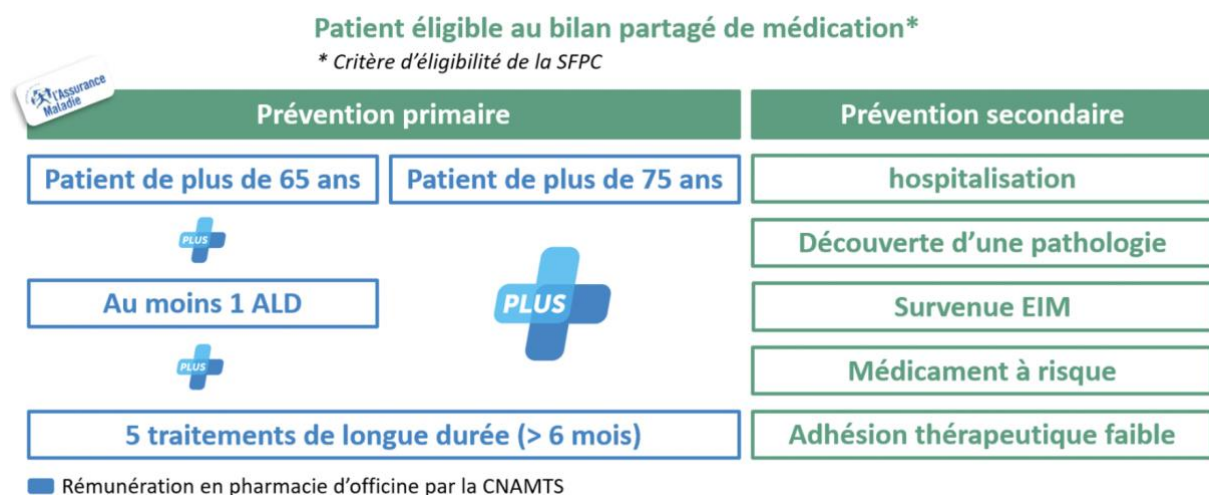 Patient éligible au bilan partagé de médication*
* Critère d'éligibilité de la SFPC
l'Assurance
Maladie
Prévention primaire
Prévention secondaire
Patient de plus de 65 ans
Patient de plus de 75 ans
hospitalisation
PLUS
Découverte d'une pathologie
Au moins 1 ALD
PLUS
Survenue EIM
PLUS
Médicament à risque
5 traitements de longue durée (> 6 mois)
Adhésion thérapeutique faible
Rémunération en pharmacie d'officine par la CNAMTS